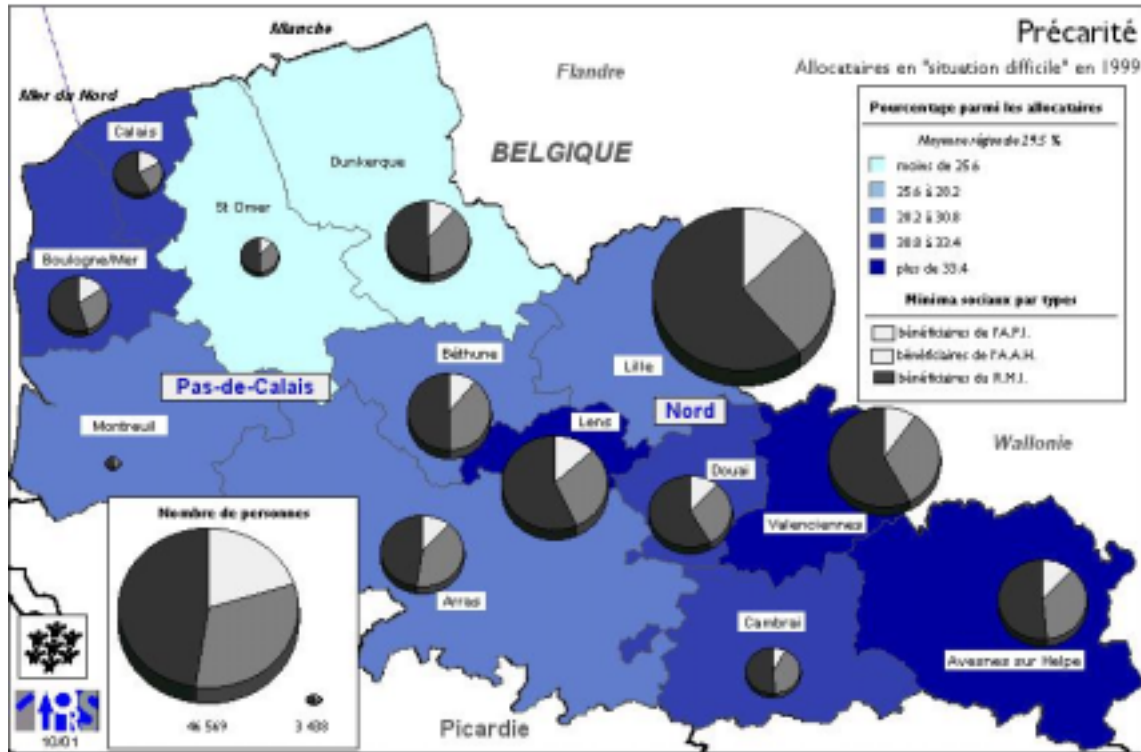 Précarité
Allocataires en "situation difficile" en 1999
Manche
Mer du Nord
Flandre
BELGIQUE
Wallonie
Picardie
Calais
St Omer
Dunkerque
Boulogne/Mer
Béthune
Lille
Pas-de-Calais
Nord
Montreuil
Lens
Douai
Valenciennes
Arras
Cambrai
Avesnes sur Helpe
Pourcentage parmi les allocataires
Moyenne région de 29.5 %
moins de 25.6
25.6 à 28.2
28.2 à 30.8
30.8 à 33.4
plus de 33.4
Minima sociaux par types
bénéficiaires de l'A.P.I.
bénéficiaires de l'A.A.H.
bénéficiaires du R.M.I.
Nombre de personnes
46 569
3 438
10/01